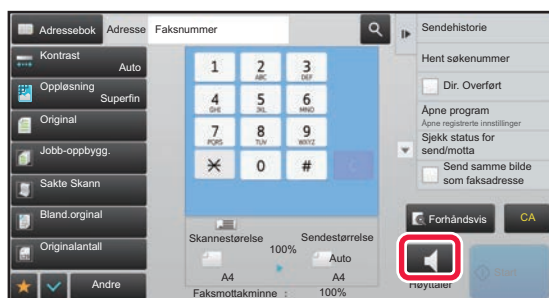 Adressebok
Adresse
Faksnummer
Kontrast
Auto
Oppløsning
Superfin
Original
Jobb-oppbygg.
Sakte Skann
Bland.orginal
Originalantall
Andre
1
2
ABC
3
DEF
4
GHI
5
JKL
6
MNO
7
PQRS
8
TUV
9
WXYZ
0
#
Skannestørelse
100%
Sendestørrelse
Auto
A4
A4
Faksmottakminne :
100%
Sendehistorie
Hent søkenummer
Dir. Overført
Åpne program
Åpne registrerte innstillinger
Sjekk status for
send/motta
Send samme bilde
som faksadresse
Forhåndsvis
CA
Høyttaler
Start